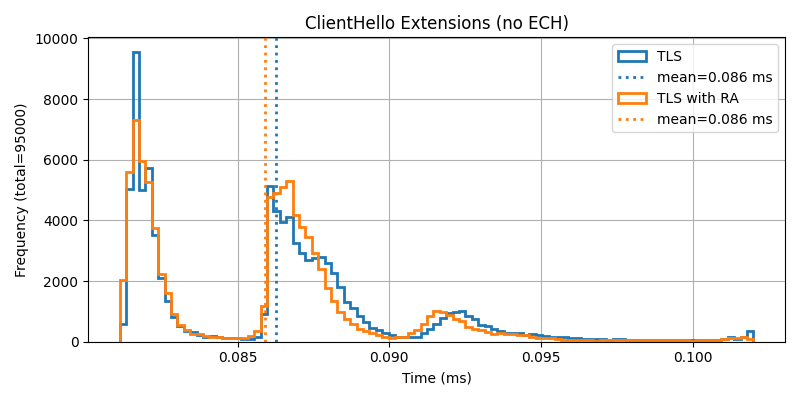 ClientHello Extensions (no ECH)
TLS
mean=0.086 ms
TLS with RA
mean=0.086 ms
Frequency (total=95000)
10000
8000
6000
4000
2000
0
0.085
0.090
0.095
0.100
Time (ms)